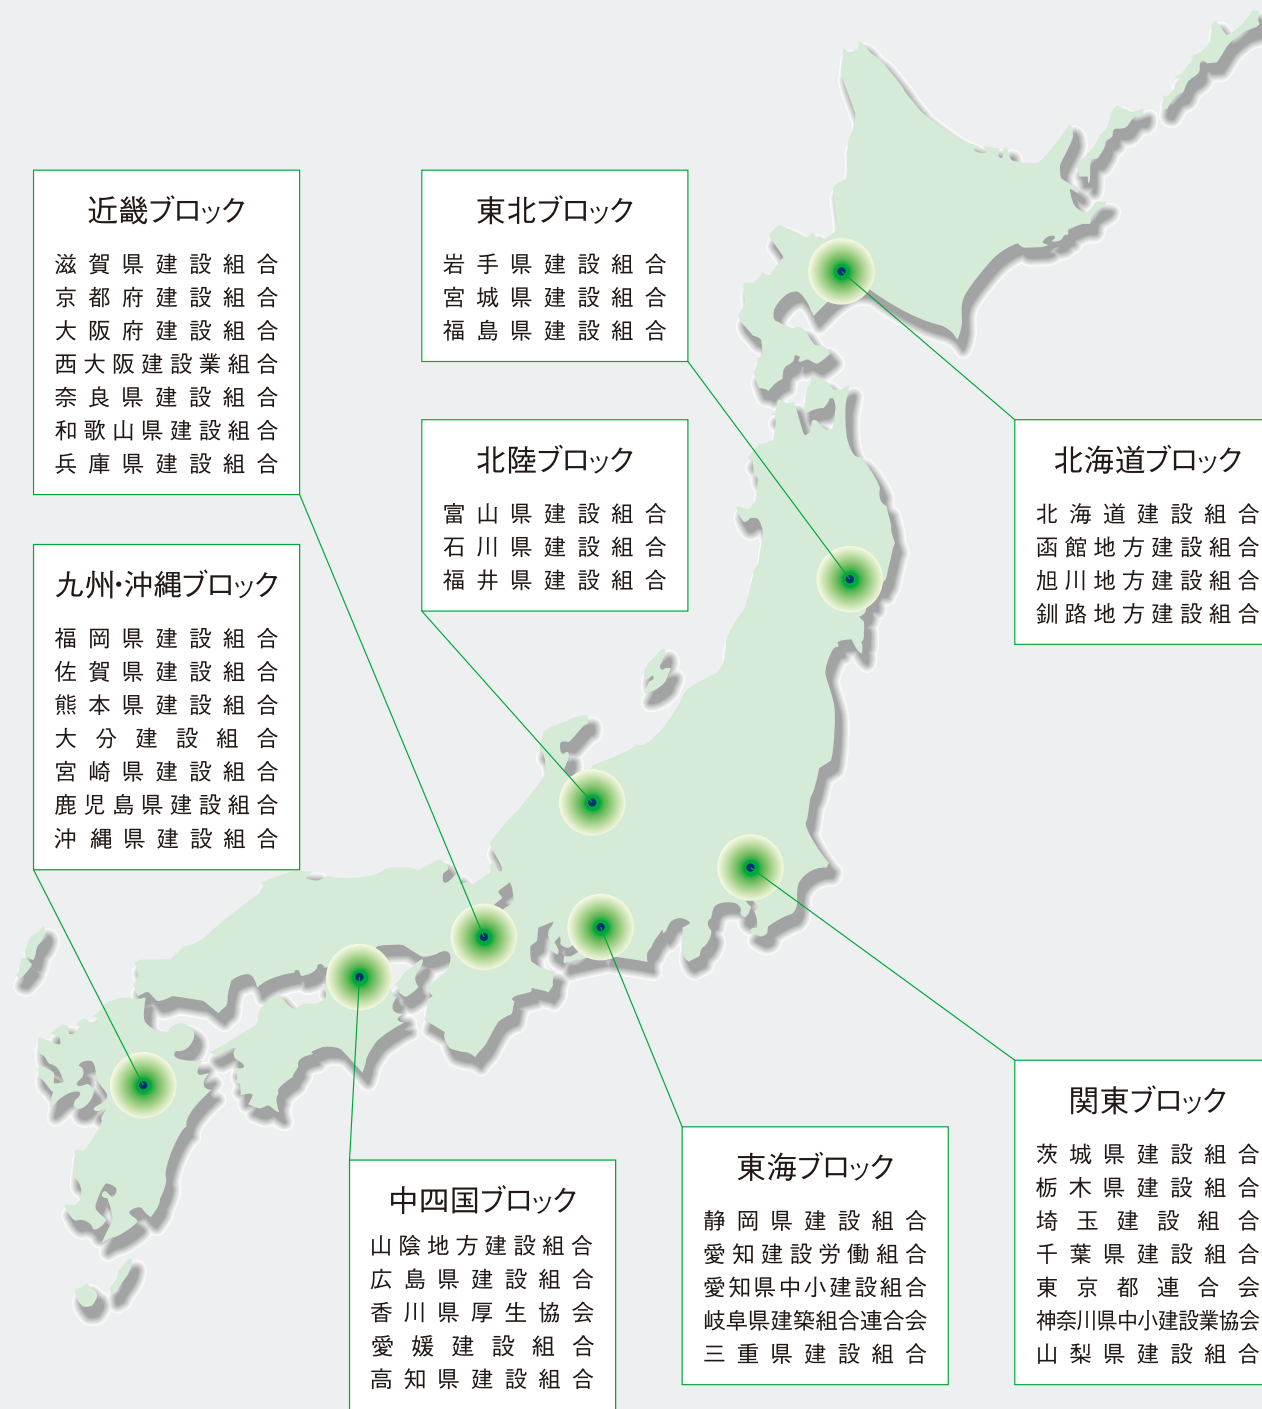 近畿ブロック
滋賀県建設組合
京都府建設組合
大阪府建設組合
西大阪建設業組合
奈良県建設組合
和歌山県建設組合
兵庫県建設組合
東北ブロック
岩手県建設組合
宮城県建設組合
福島県建設組合
北陸ブロック
富山県建設組合
石川県建設組合
福井県建設組合
北海道ブロック
北海道建設組合
函館地方建設組合
旭川地方建設組合
釧路地方建設組合
九州・沖縄ブロック
福岡県建設組合
佐賀県建設組合
熊本県建設組合
大分建設組合
宮崎県建設組合
鹿児島県建設組合
沖縄県建設組合
中四国ブロック
山陰地方建設組合
広島県建設組合
香川県厚生協会
愛媛建設組合
高知県建設組合
東海ブロック
静岡県建設組合
愛知建設労働組合
愛知県中小建設組合
岐阜県建築組合連合会
三重県建設組合
関東ブロック
茨城県建設組合
栃木県建設組合
埼玉建設組合
千葉県建設組合
東京都連合会
神奈川県中小建設業協会
山梨県建設組合